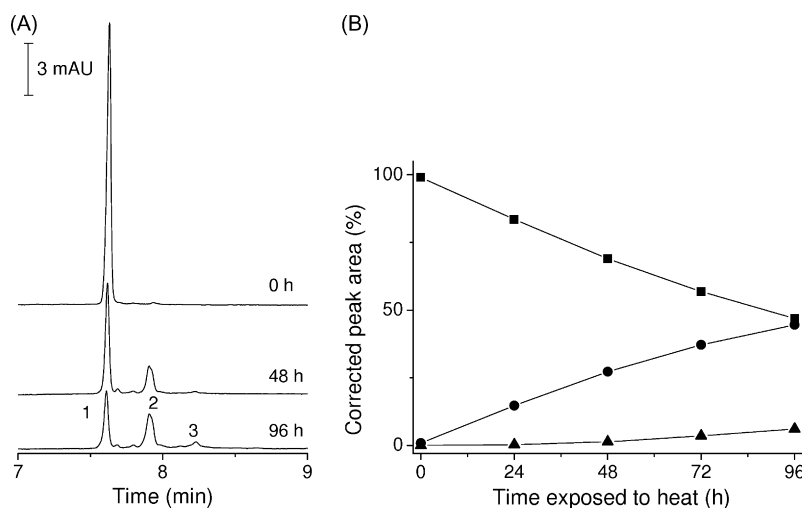 (A)
3 mAU
0 h
48 h
1
2
3
96 h
7
8
9
Time (min)
(B)
100
50
0
Corrected peak area (%)
0
24
48
72
96
Time exposed to heat (h)